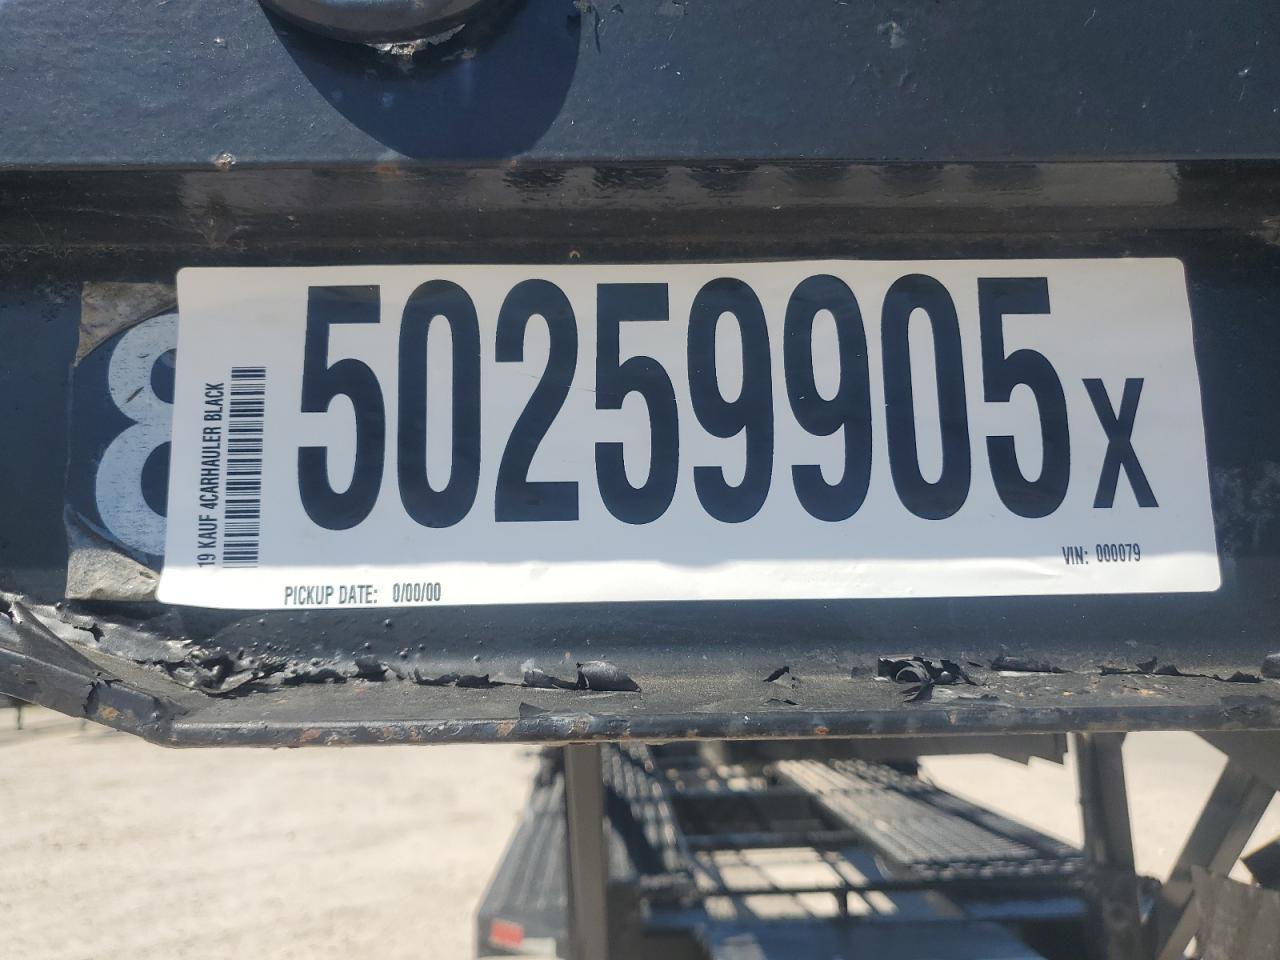 8
19 KAUF 4CARHAULER BLACK
50259905X
VIN: 000079
PICKUP DATE: 0/00/00